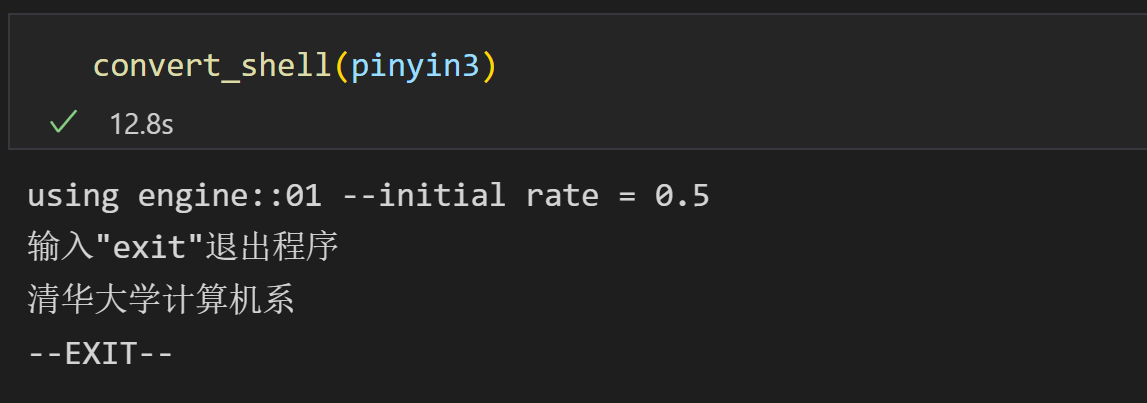 convert_shell(pinyin3)
12.8s
using engine::01 --initial rate = 0.5
输入"exit"退出程序
清华大学计算机系
--EXIT--